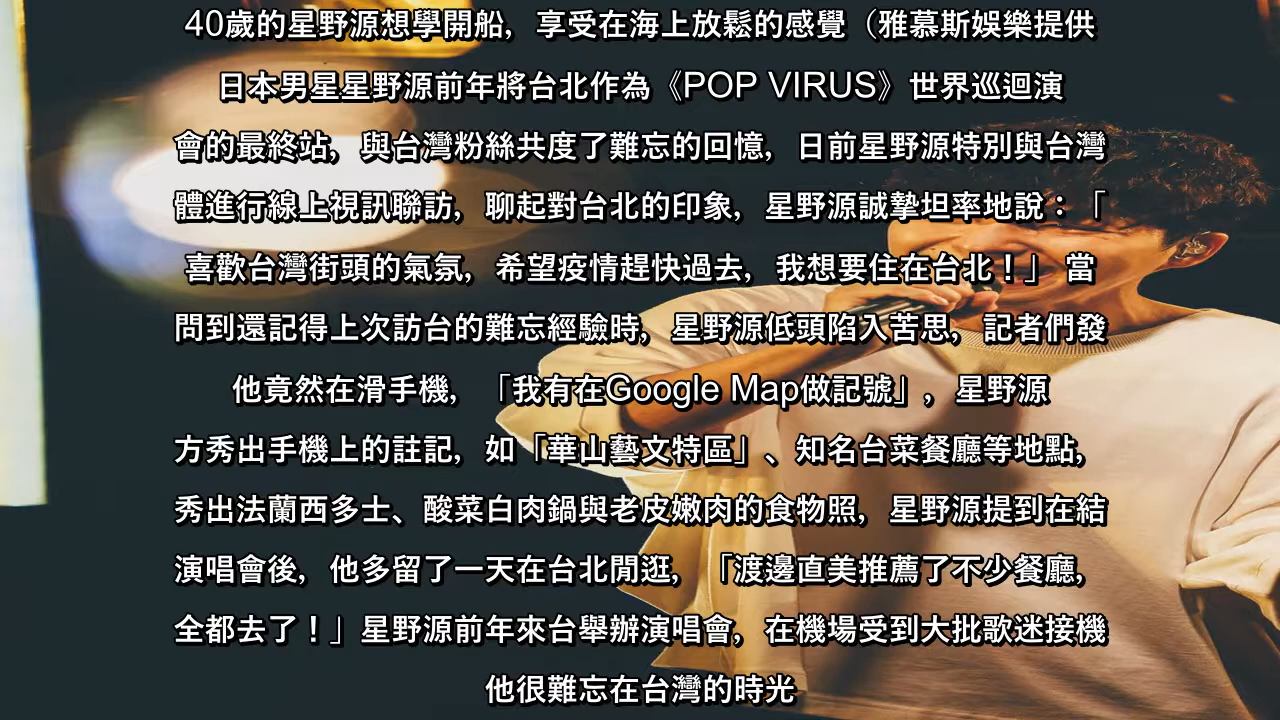 40歲的星野源想學開船，享受在海上放鬆的感覺（雅慕斯娛樂提供
日本男星星野源前年將台北作為《POP VIRUS》世界巡迴演
會的最終站，與台灣粉絲共度了難忘的回憶，日前星野源特別與台灣
體進行線上視訊聯訪，聊起對台北的印象，星野源誠摯坦率地說：「
喜歡台灣街頭的氣氛，希望疫情趕快過去，我想要住在台北！」 當
問到還記得上次訪台的難忘經驗時，星野源低頭陷入苦思，記者們發
他竟然在滑手機，「我有在Google Map做記號」，星野源
方秀出手機上的註記，如「華山藝文特區」、知名台菜餐廳等地點，
秀出法蘭西多士、酸菜白肉鍋與老皮嫩肉的食物照，星野源提到在結
演唱會後，他多留了一天在台北閒逛，「渡邊直美推薦了不少餐廳，
全都去了！」星野源前年來台舉辦演唱會，在機場受到大批歌迷接機
他很難忘在台灣的時光